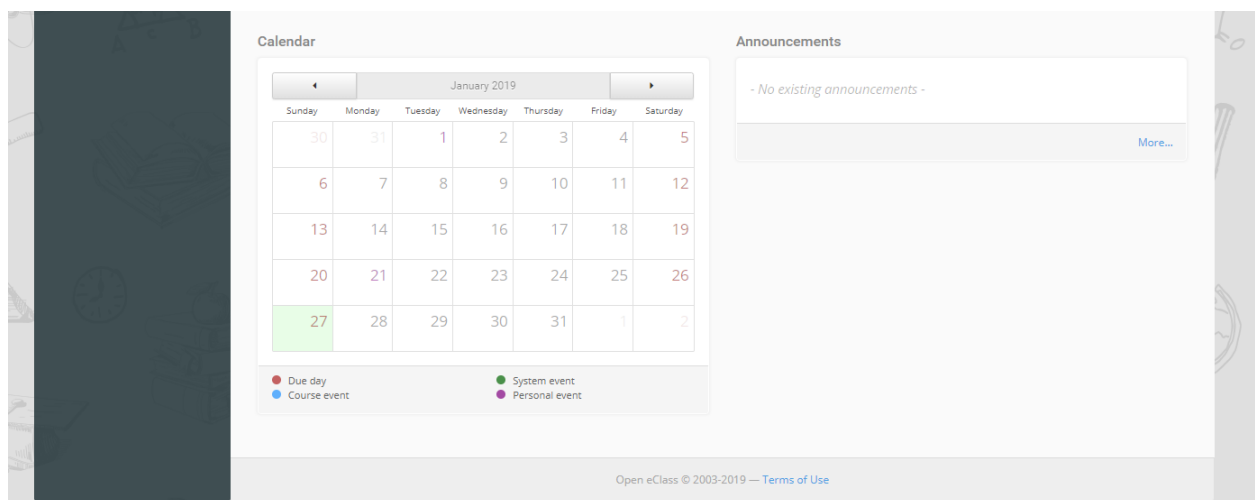 Calendar
January 2019
Sunday Monday Tuesday Wednesday Thursday Friday Saturday
30 31 1 2 3 4 5
6 7 8 9 10 11 12
13 14 15 16 17 18 19
20 21 22 23 24 25 26
27 28 29 30 31 1 2
Due day
System event
Course event
Personal event
Announcements
- No existing announcements -
More...
Open eClass © 2003-2019 — Terms of Use